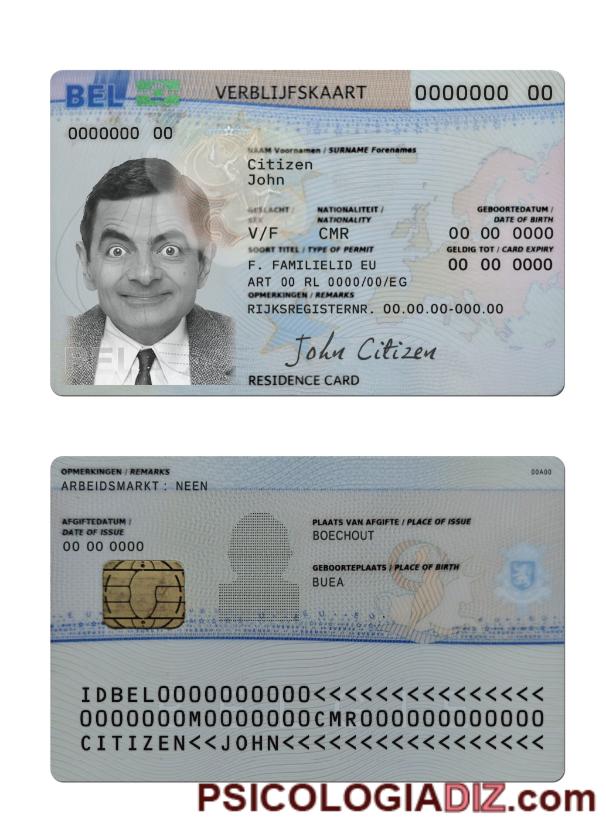 BEL VERBLIJFSKAART 0000000 00
0000000 00
NAAM Voornamen / SURNAME Forenames
Citizen
John
GESLACHT / NATIONALITEIT / GEBOORTEDATUM /
SEX NATIONALITY DATE OF BIRTH
V/F CMR 00 00 0000
SOORT TITEL / TYPE OF PERMIT GELDIG TOT / CARD EXPIRY
F. FAMILIELID EU 00 00 0000
ART 00 RL 0000/00/EG
OPMERKINGEN / REMARKS
RIJKSREGISTERNR. 00.00.00-000.00
BEL
John Citizen
RESIDENCE CARD
OPMERKINGEN / REMARKS 00A00
ARBEIDSMARKT: NEEN
AFGIFTEDATUM / PLAATS VAN AFGIFTE / PLACE OF ISSUE
DATE OF ISSUE BOECHOUT
00 00 0000
GEBOORTEPLAATS / PLACE OF BIRTH
BUEA
IDBEL0000000000<<<<<<<<<<<<<<<
0000000M0000000CMR000000000000
CITIZEN<<JOHN<<<<<<<<<<<<<<<<<
PSICOLOGIADIZ.com